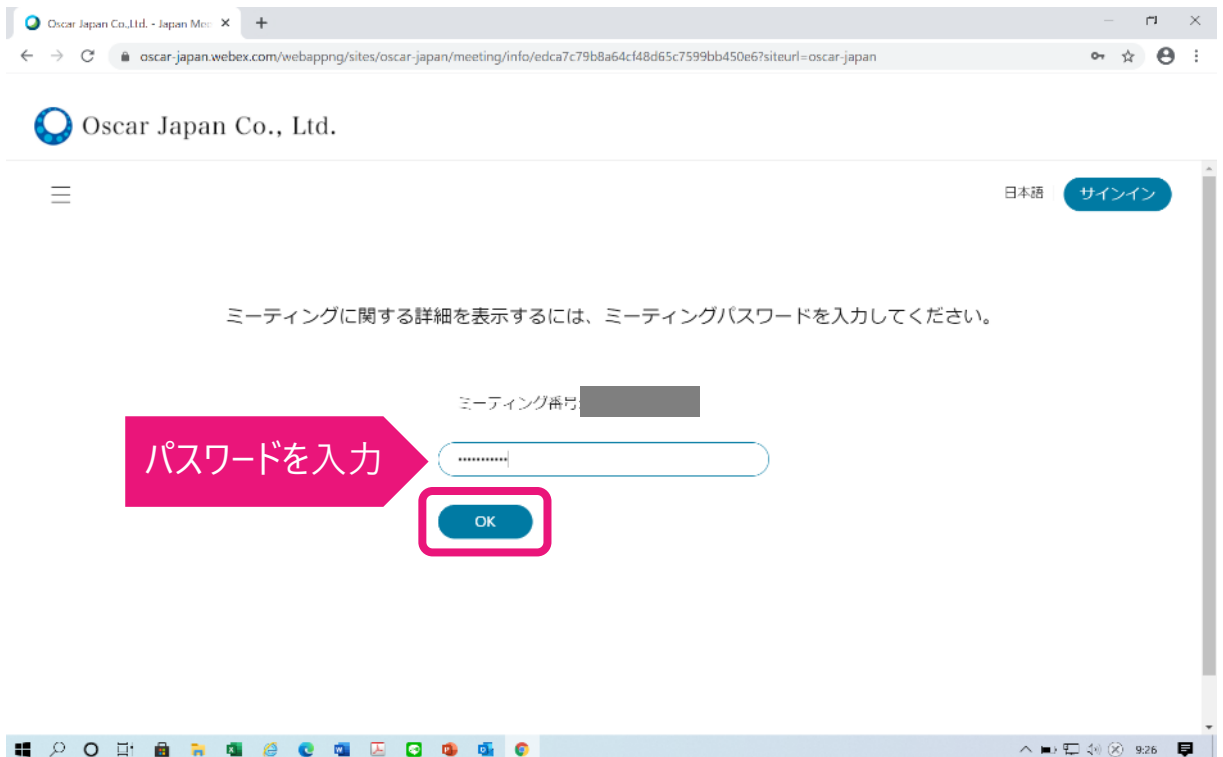 Oscar Japan Co.,Ltd. - Japan Mee
oscar-japan.webex.com/webappng/sites/oscar-japan/meeting/info/edca7c79b8a64cf48d65c7599bb450e6?siteurl=oscar-japan
Oscar Japan Co., Ltd.
日本語 サインイン
ミーティングに関する詳細を表示するには、ミーティングパスワードを入力してください。
ミーティング番号:
パスワードを入力
OK
9:26